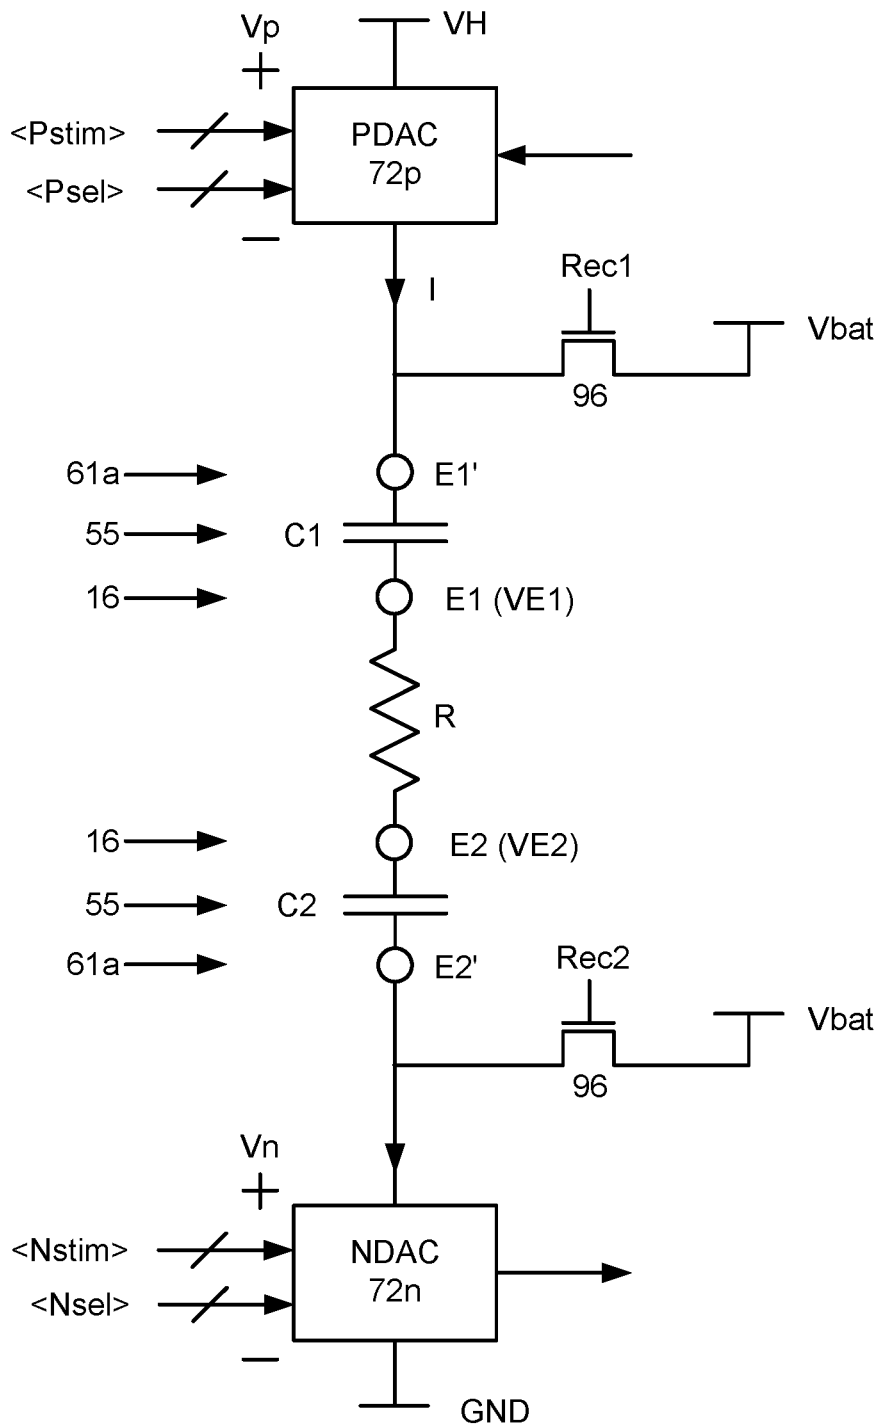 Vp
VH
+
<Pstim>
PDAC
72p
<Psel>
—
Rec1
I
Vbat
96
61a
E1'
55
C1
16
E1 (VE1)
R
16
E2 (VE2)
55
C2
61a
E2'
Rec2
Vbat
96
Vn
+
<Nstim>
NDAC
72n
<Nsel>
—
GND